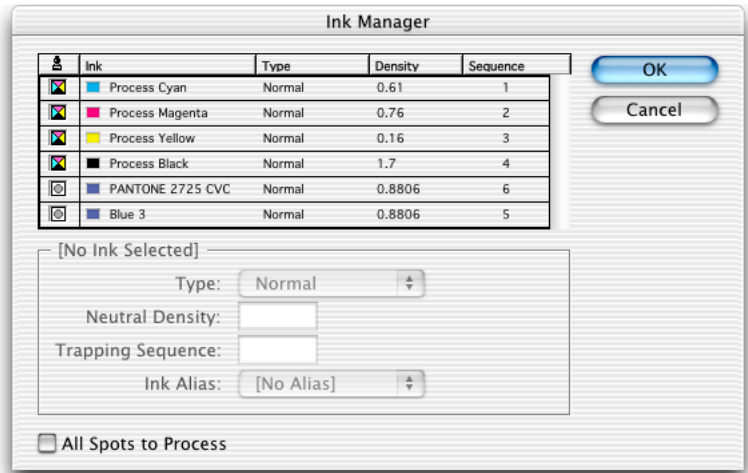 Ink Manager
Ink Type Density Sequence
Process Cyan Normal 0.61 1
Process Magenta Normal 0.76 2
Process Yellow Normal 0.16 3
Process Black Normal 1.7 4
PANTONE 2725 CVC Normal 0.8806 6
Blue 3 Normal 0.8806 5
OK
Cancel
[No Ink Selected]
Type: Normal
Neutral Density:
Trapping Sequence:
Ink Alias: [No Alias]
All Spots to Process